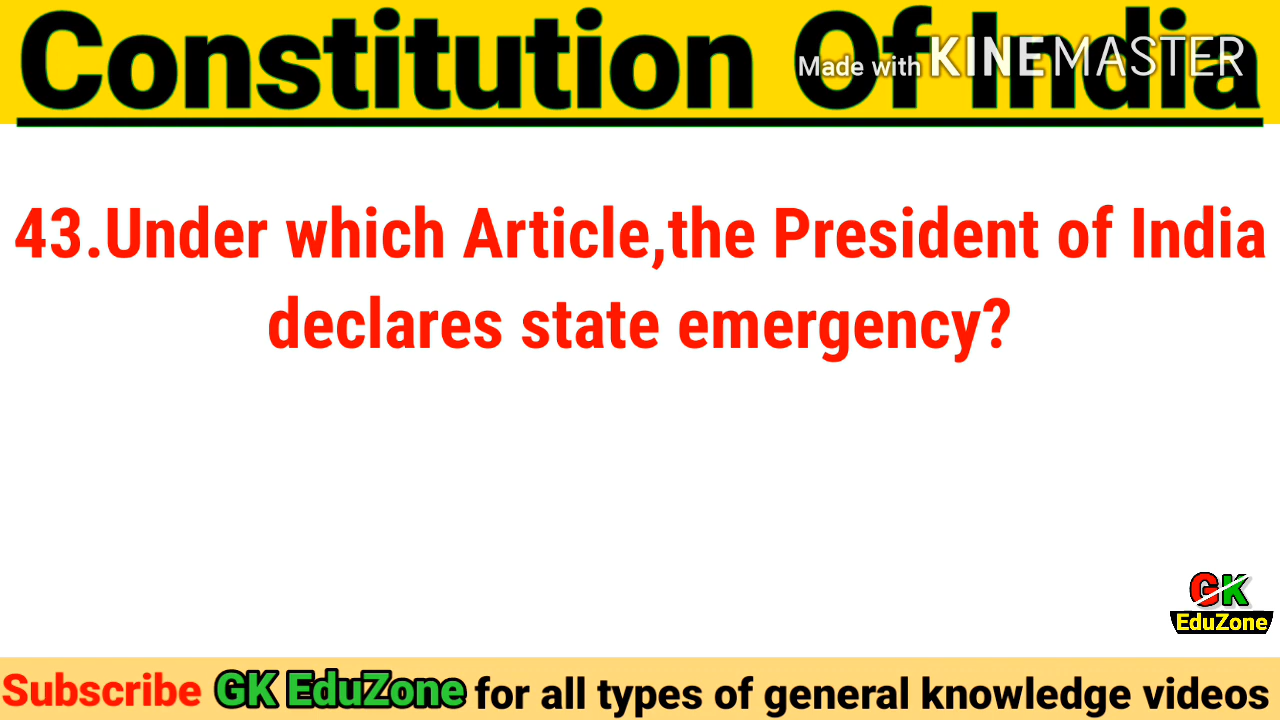 Constitution Of India
Made with KINEMASTER
43.Under which Article,the President of India
declares state emergency?
GK
EduZone
Subscribe GK EduZone for all types of general knowledge videos